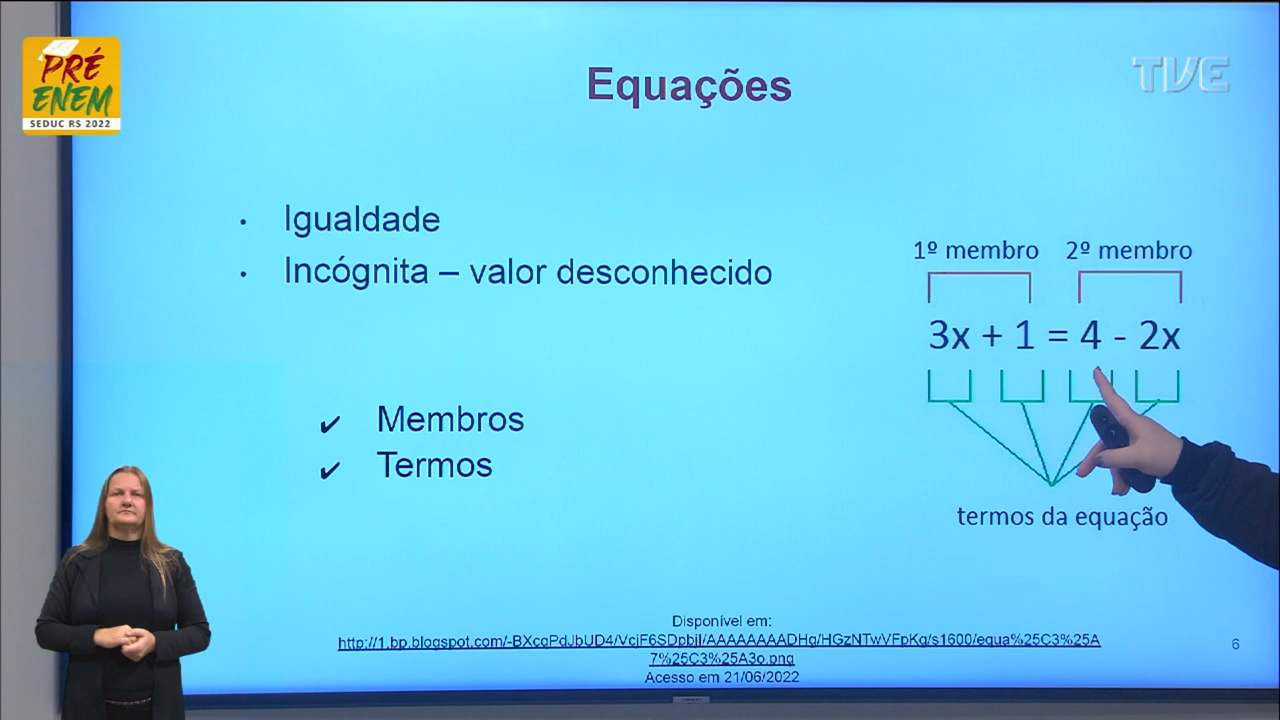 PRÉ
ENEM
SEDUC RS 2022
TVE
Equações
• Igualdade
• Incógnita – valor desconhecido
✔ Membros
✔ Termos
1º membro 2º membro
3x + 1 = 4 - 2x
termos da equação
Disponível em:
http://1.bp.blogspot.com/-BXcqPdJbUD4/VcjF6SDpbjI/AAAAAAAADHg/HGzNTwVFpKg/s1600/equa%25C3%25A
7%25C3%25A3o.png
Acesso em 21/06/2022
6